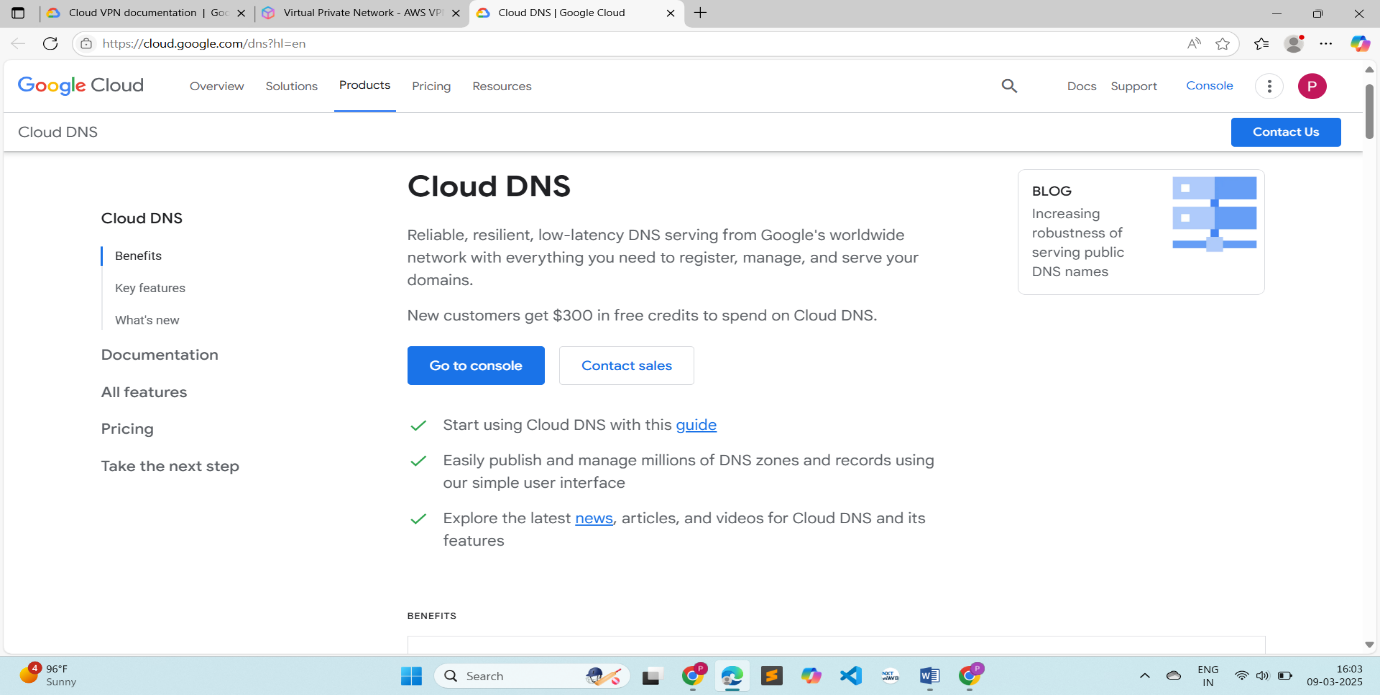 Cloud VPN documentation | Goo
Virtual Private Network - AWS VP
Cloud DNS | Google Cloud
https://cloud.google.com/dns?hl=en
Google Cloud
Overview
Solutions
Products
Pricing
Resources
Docs
Support
Console
P
Cloud DNS
Contact Us
Cloud DNS
Benefits
Key features
What's new
Documentation
All features
Pricing
Take the next step
Cloud DNS
Reliable, resilient, low-latency DNS serving from Google's worldwide
network with everything you need to register, manage, and serve your
domains.
New customers get $300 in free credits to spend on Cloud DNS.
Go to console
Contact sales
Start using Cloud DNS with this guide
Easily publish and manage millions of DNS zones and records using
our simple user interface
Explore the latest news, articles, and videos for Cloud DNS and its
features
BENEFITS
BLOG
Increasing
robustness of
serving public
DNS names
4
96°F
Sunny
Search
P
NXT
WAVE
W
P
ENG
IN
16:03
09-03-2025